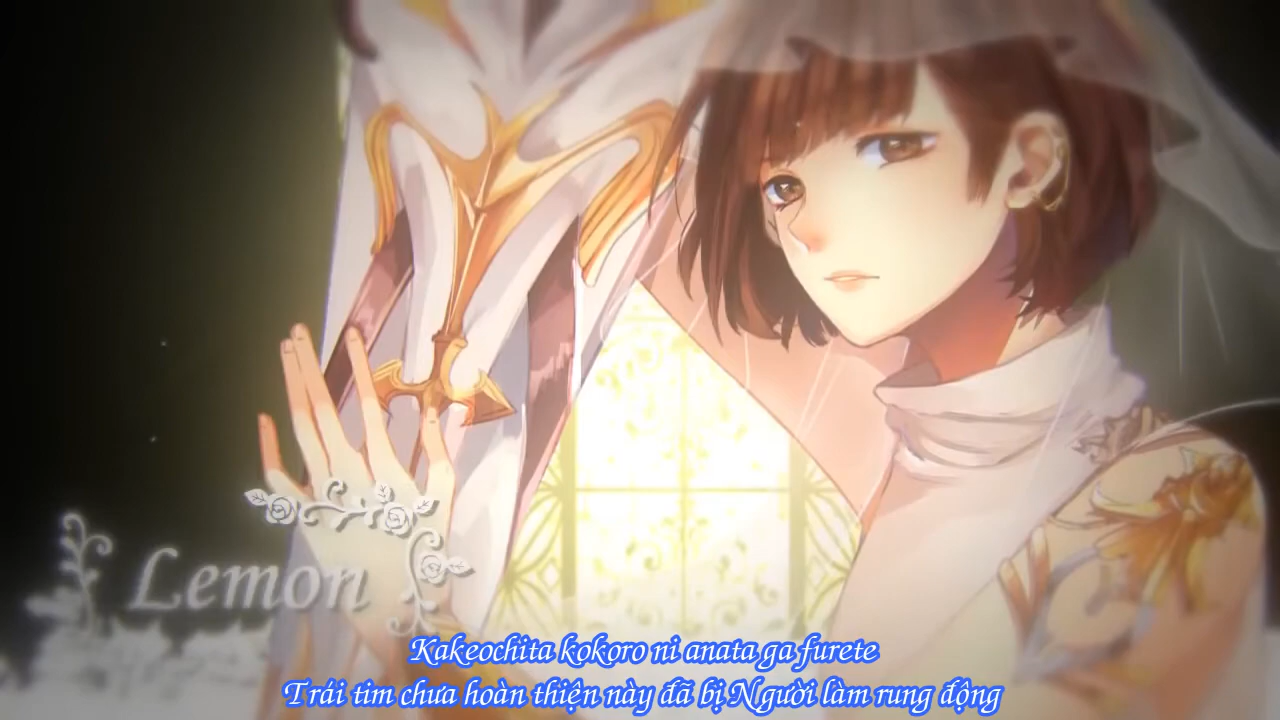 Lemon
Kakeochita kokoro ni anata ga furete
Trái tim chưa hoàn thiện này đã bị Người làm rung động